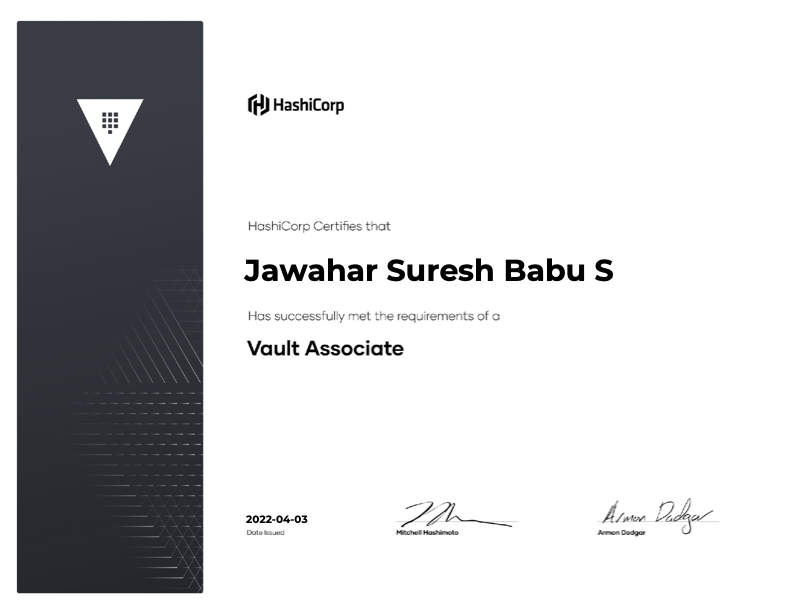 HashiCorp
HashiCorp Certifies that
Jawahar Suresh Babu S
Has successfully met the requirements of a
Vault Associate
2022-04-03
Date Issued
Mitchell Hashimoto
Armon Dadgar
Armon Dadgar